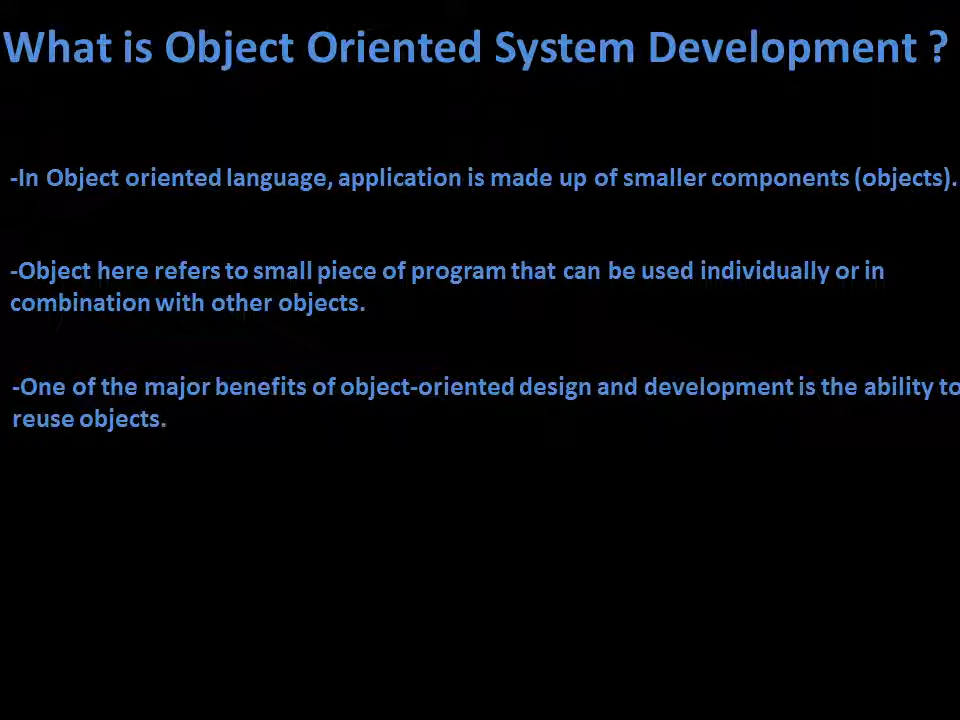 What is Object Oriented System Development ?
-In Object oriented language, application is made up of smaller components (objects).
-Object here refers to small piece of program that can be used individually or in
combination with other objects.
-One of the major benefits of object-oriented design and development is the ability to
reuse objects.